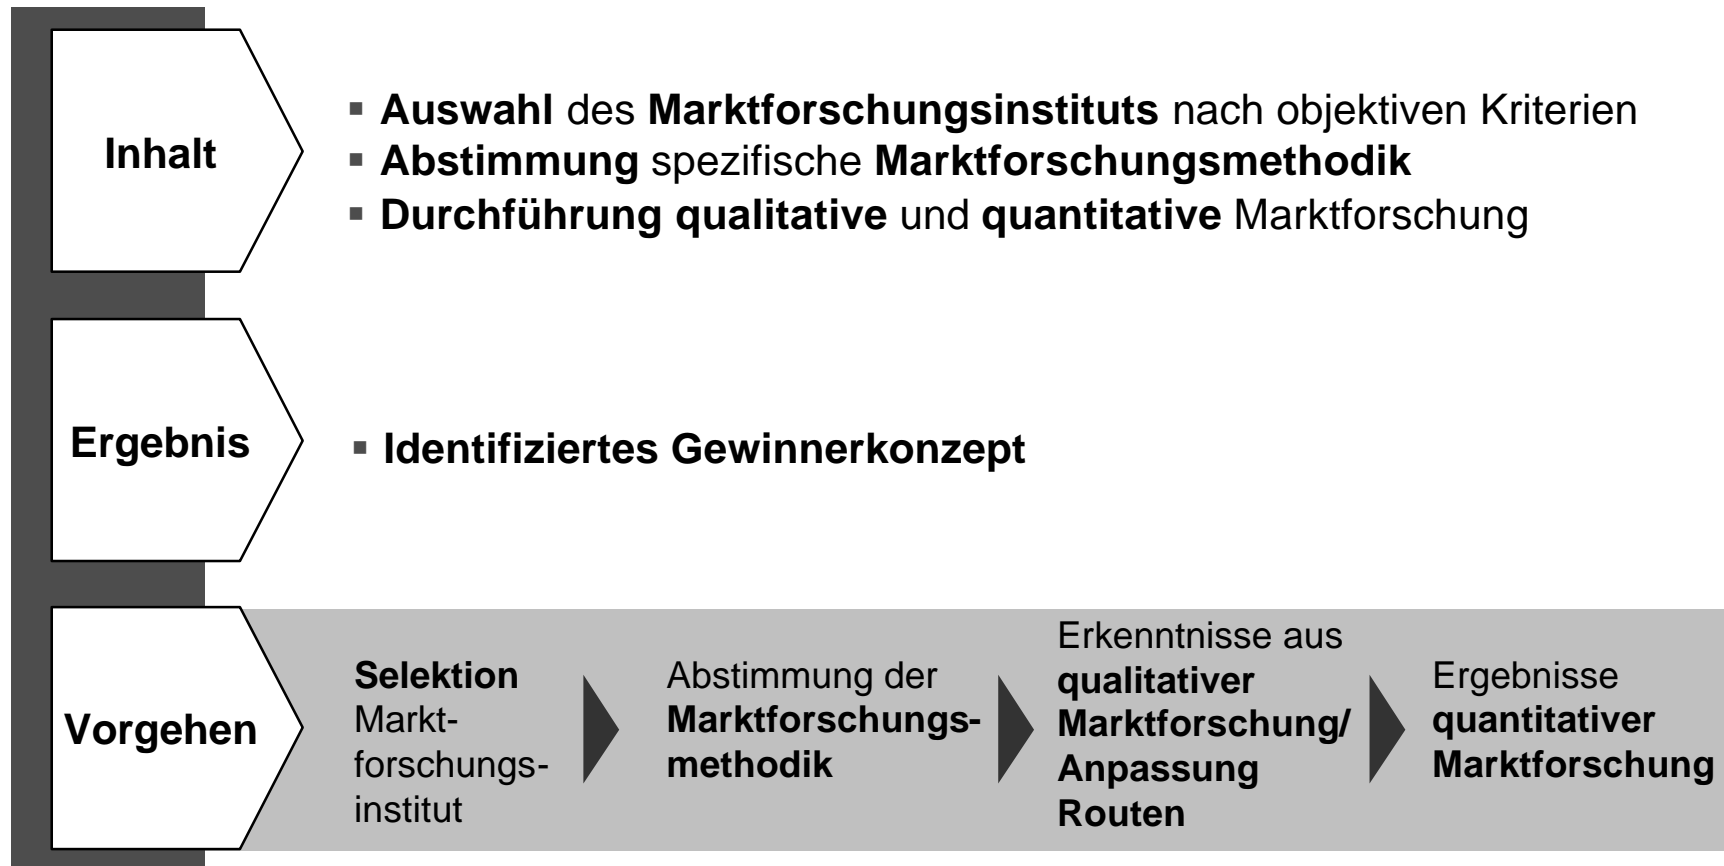 Inhalt
▪ Auswahl des Marktforschungsinstituts nach objektiven Kriterien
▪ Abstimmung spezifische Marktforschungsmethodik
▪ Durchführung qualitative und quantitative Marktforschung
Ergebnis
▪ Identifiziertes Gewinnerkonzept
Vorgehen
Selektion
Markt-
forschungs-
institut
Abstimmung der
Marktforschungs-
methodik
Erkenntnisse aus
qualitativer
Marktforschung/
Anpassung
Routen
Ergebnisse
quantitativer
Marktforschung